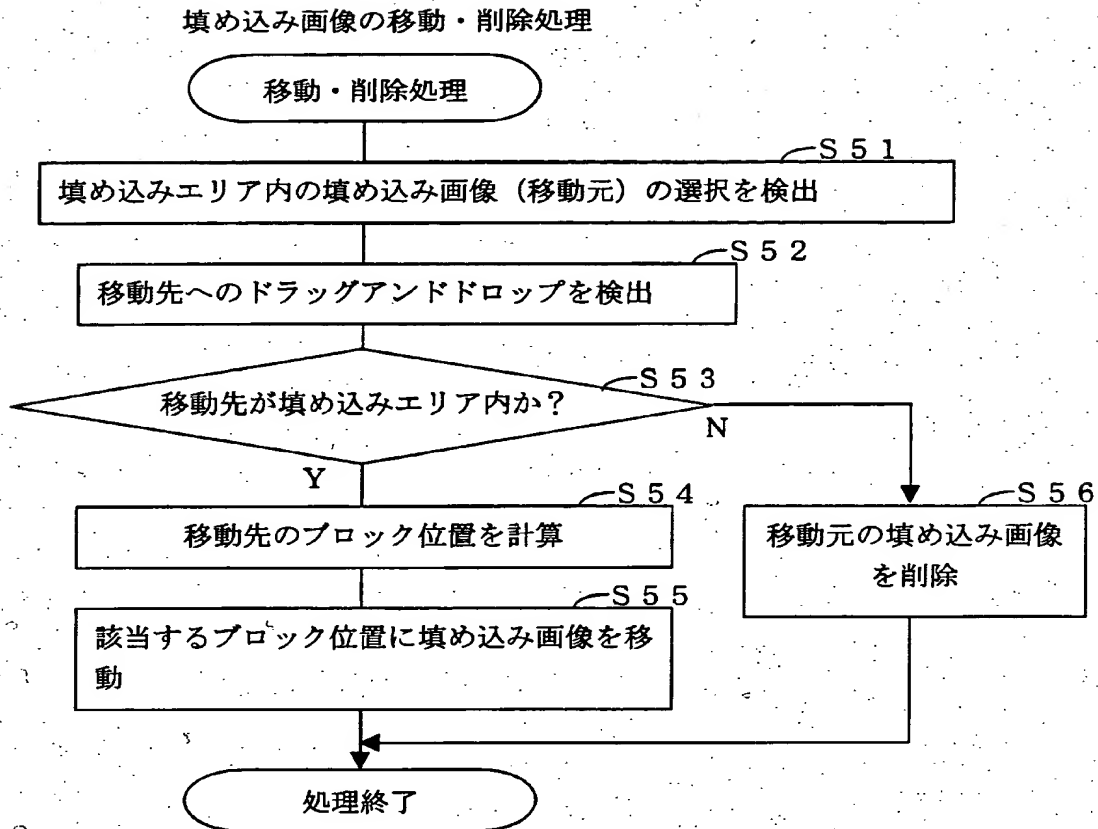 填め込み画像の移動・削除処理
移動・削除処理
S51
填め込みエリア内の填め込み画像（移動元）の選択を検出
S52
移動先へのドラッグアンドドロップを検出
S53
移動先が填め込みエリア内か？
N
Y
S54
移動先のブロック位置を計算
S56
移動元の填め込み画像
を削除
S55
該当するブロック位置に填め込み画像を移
動
処理終了